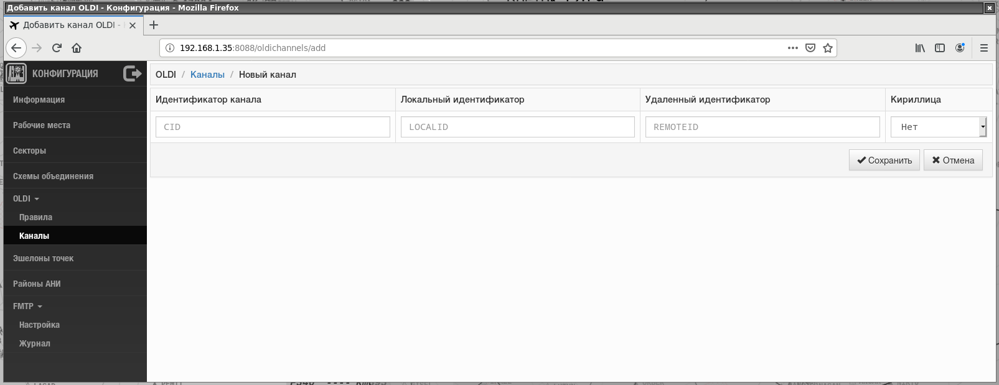 Добавить канал OLDI - Конфигурация - Mozilla Firefox
Добавить канал OLDI -
192.168.1.35:8088/oldichannels/add
КОНФИГУРАЦИЯ
Информация
Рабочие места
Секторы
Схемы объединения
OLDI
Правила
Каналы
Эшелоны точек
Районы АНИ
FMTP
Настройка
Журнал
OLDI / Каналы / Новый канал
Идентификатор канала Локальный идентификатор Удаленный идентификатор Кириллица
CID LOCALID REMOTEID Нет
Сохранить Отмена